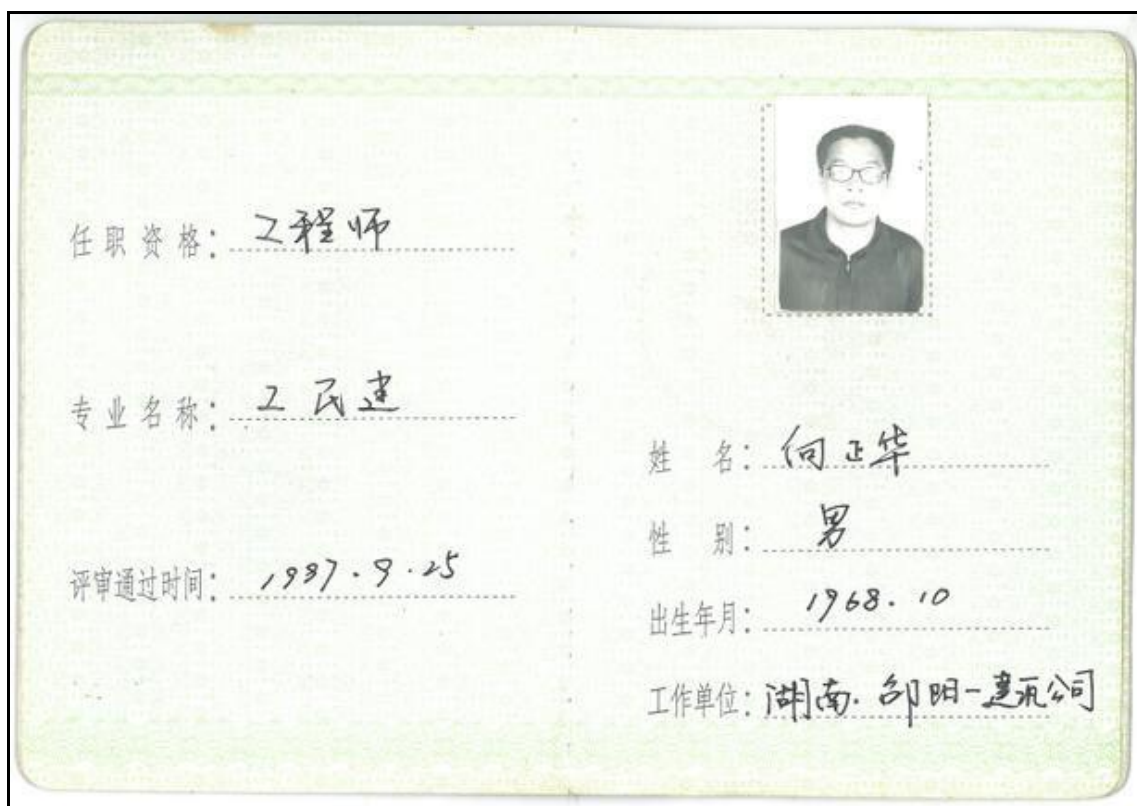 任职资格：工程师
专业名称：工民建
评审通过时间：1997.9.25
姓名：向正华
性别：男
出生年月：1968.10
工作单位：湖南.邵阳一建筑公司